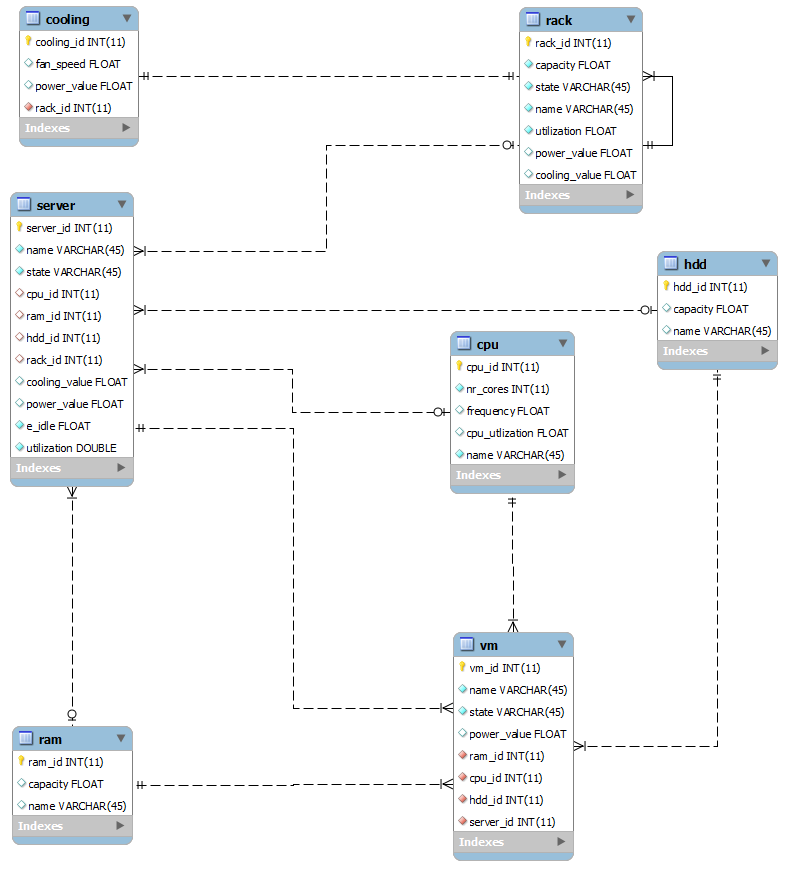 cooling
cooling_id INT(11)
fan_speed FLOAT
power_value FLOAT
rack_id INT(11)
Indexes
rack
rack_id INT(11)
capacity FLOAT
state VARCHAR(45)
name VARCHAR(45)
utilization FLOAT
power_value FLOAT
cooling_value FLOAT
Indexes
server
server_id INT(11)
name VARCHAR(45)
state VARCHAR(45)
cpu_id INT(11)
ram_id INT(11)
hdd_id INT(11)
rack_id INT(11)
cooling_value FLOAT
power_value FLOAT
e_idle FLOAT
utilization DOUBLE
Indexes
hdd
hdd_id INT(11)
capacity FLOAT
name VARCHAR(45)
Indexes
cpu
cpu_id INT(11)
nr_cores INT(11)
frequency FLOAT
cpu_utlization FLOAT
name VARCHAR(45)
Indexes
vm
vm_id INT(11)
name VARCHAR(45)
state VARCHAR(45)
power_value FLOAT
ram_id INT(11)
cpu_id INT(11)
hdd_id INT(11)
server_id INT(11)
Indexes
ram
ram_id INT(11)
capacity FLOAT
name VARCHAR(45)
Indexes